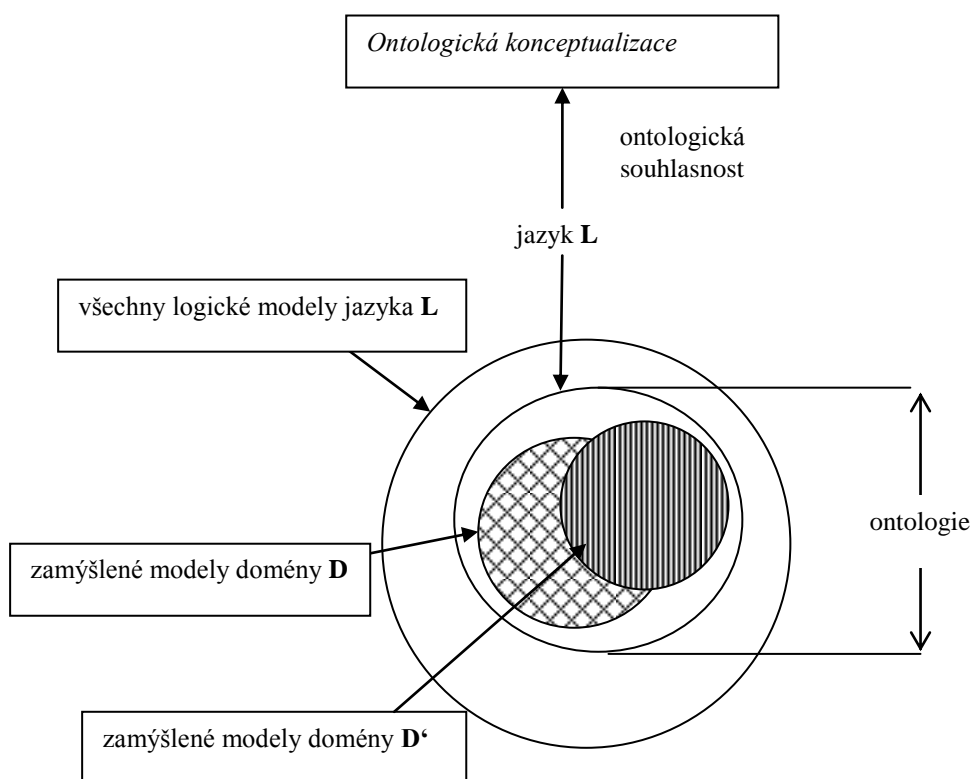 Ontologická konceptualizace
ontologická
souhlasnost
jazyk L
všechny logické modely jazyka L
ontologie
zamýšlené modely domény D
zamýšlené modely domény D‘